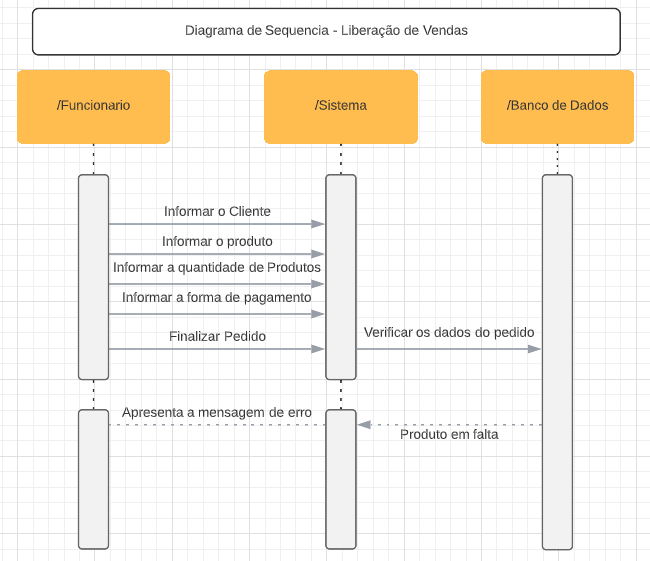 Diagrama de Sequencia - Liberação de Vendas
/Funcionario
/Sistema
/Banco de Dados
Informar o Cliente
Informar o produto
Informar a quantidade de Produtos
Informar a forma de pagamento
Finalizar Pedido
Verificar os dados do pedido
Apresenta a mensagem de erro
Produto em falta